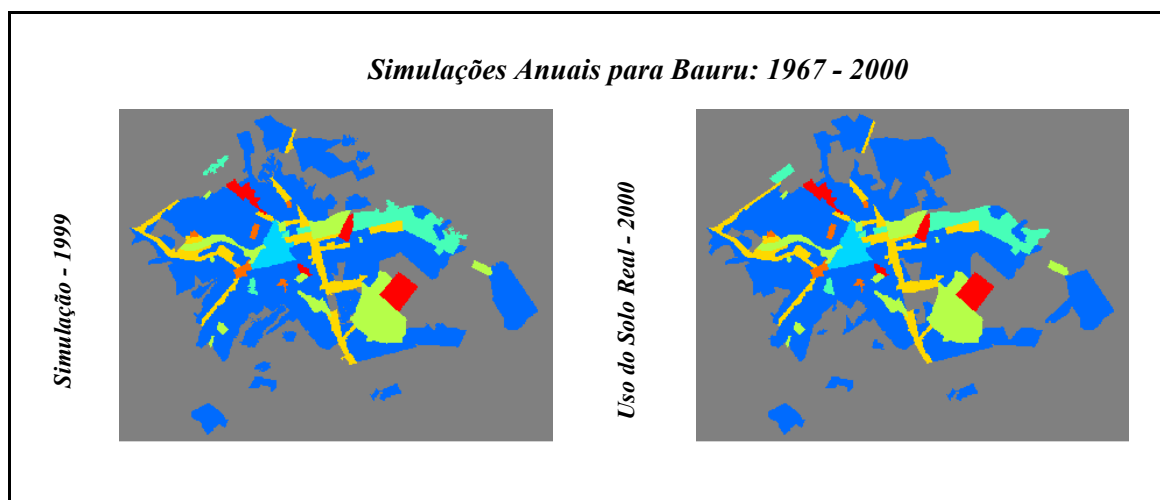 Simulações Anuais para Bauru: 1967 - 2000
Simulação - 1999
Uso do Solo Real - 2000